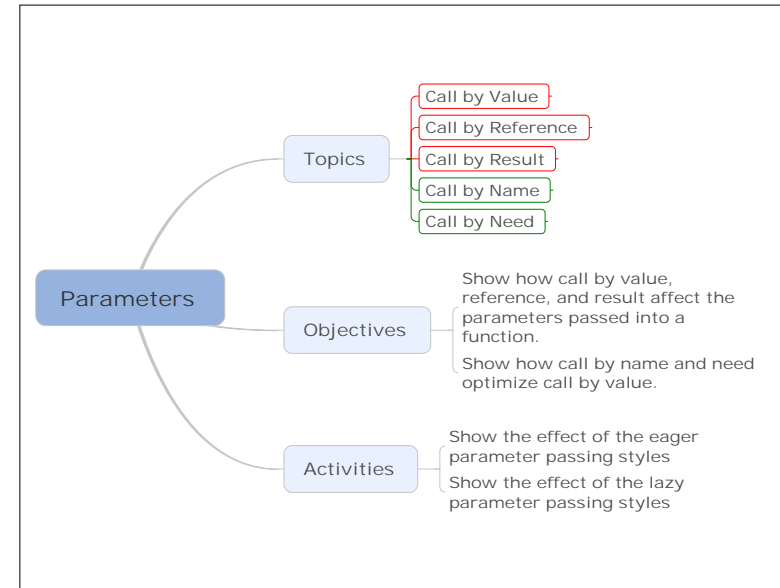 Parameters
Topics
Call by Value
Call by Reference
Call by Result
Call by Name
Call by Need
Objectives
Show how call by value,
reference, and result affect the
parameters passed into a
function.
Show how call by name and need
optimize call by value.
Activities
Show the effect of the eager
parameter passing styles
Show the effect of the lazy
parameter passing styles